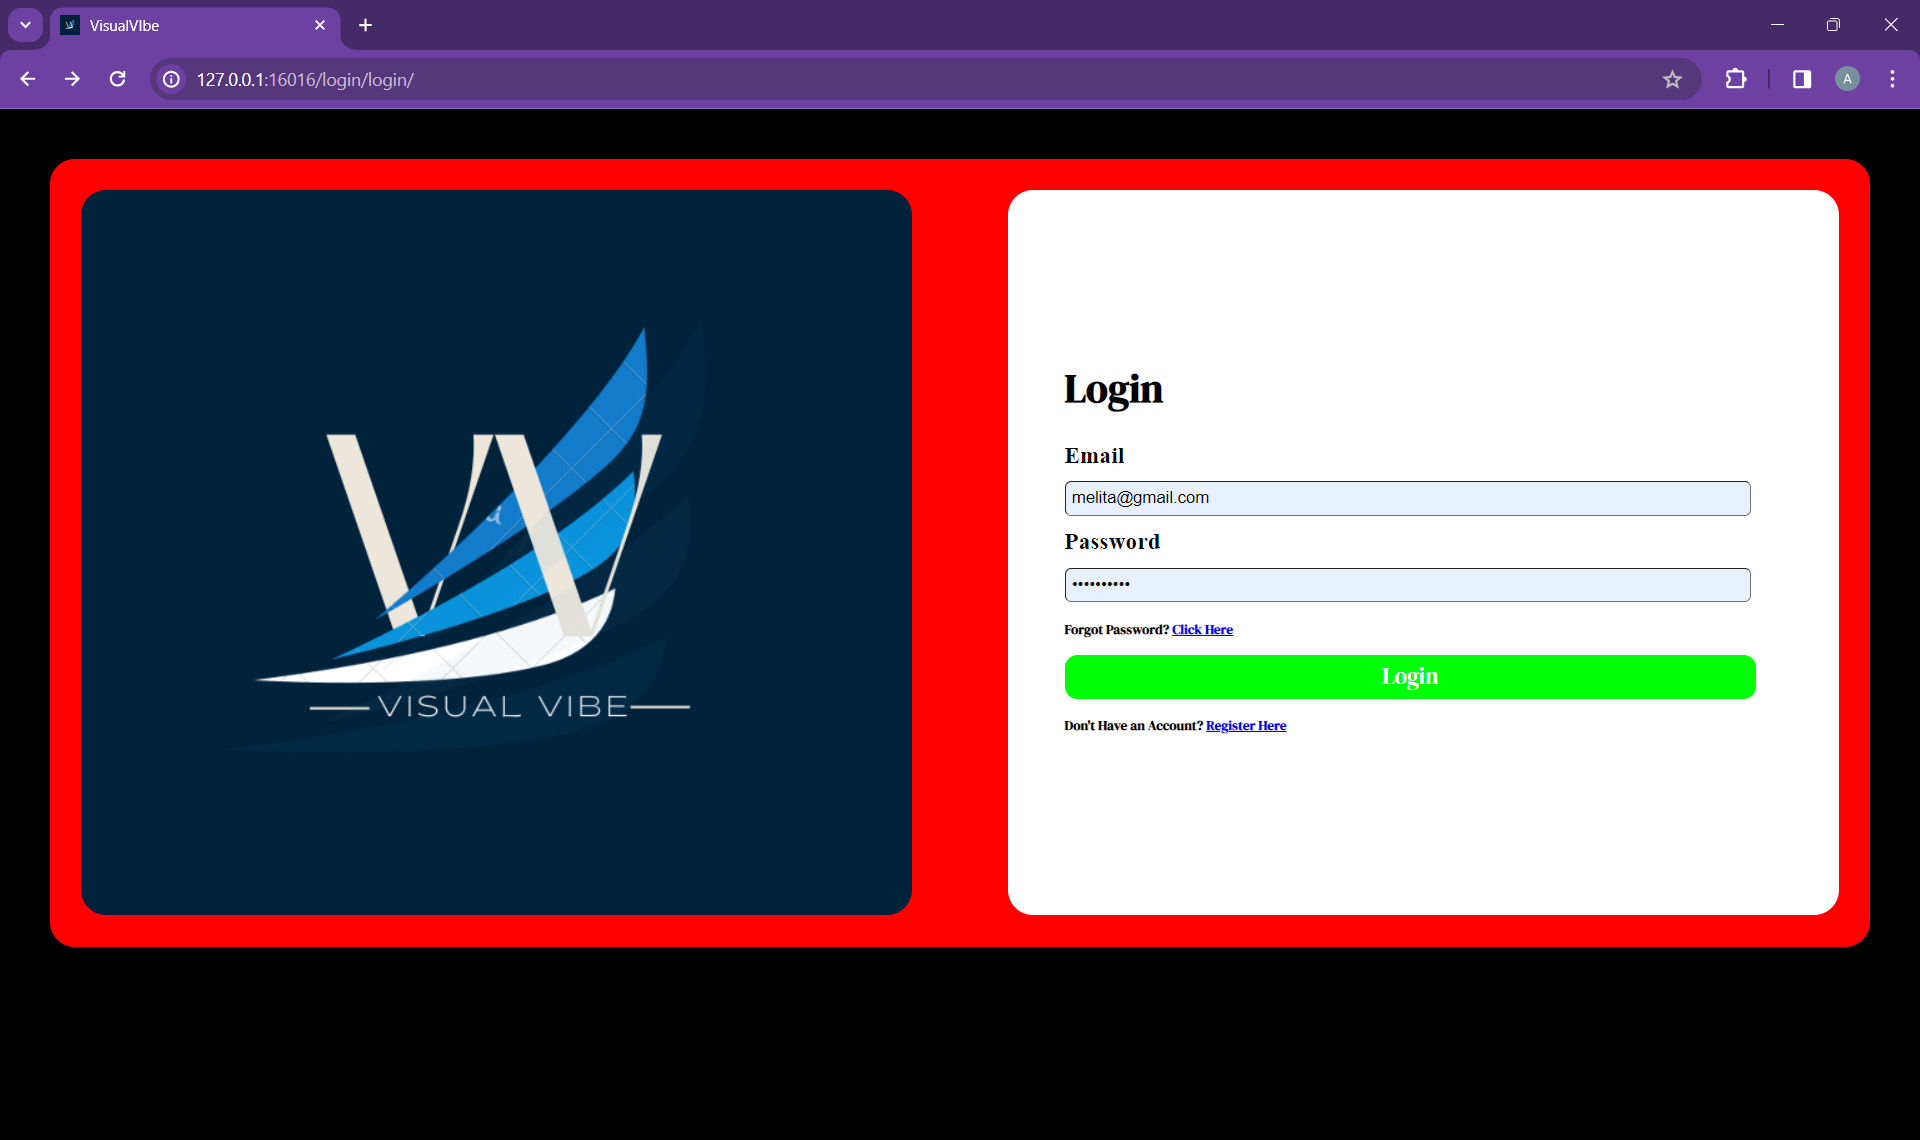 VisualVIbe
127.0.0.1:16016/login/login/
A
VV
VISUAL VIBE
Login
Email
melita@gmail.com
Password
••••••••••
Forgot Password? Click Here
Login
Don't Have an Account? Register Here